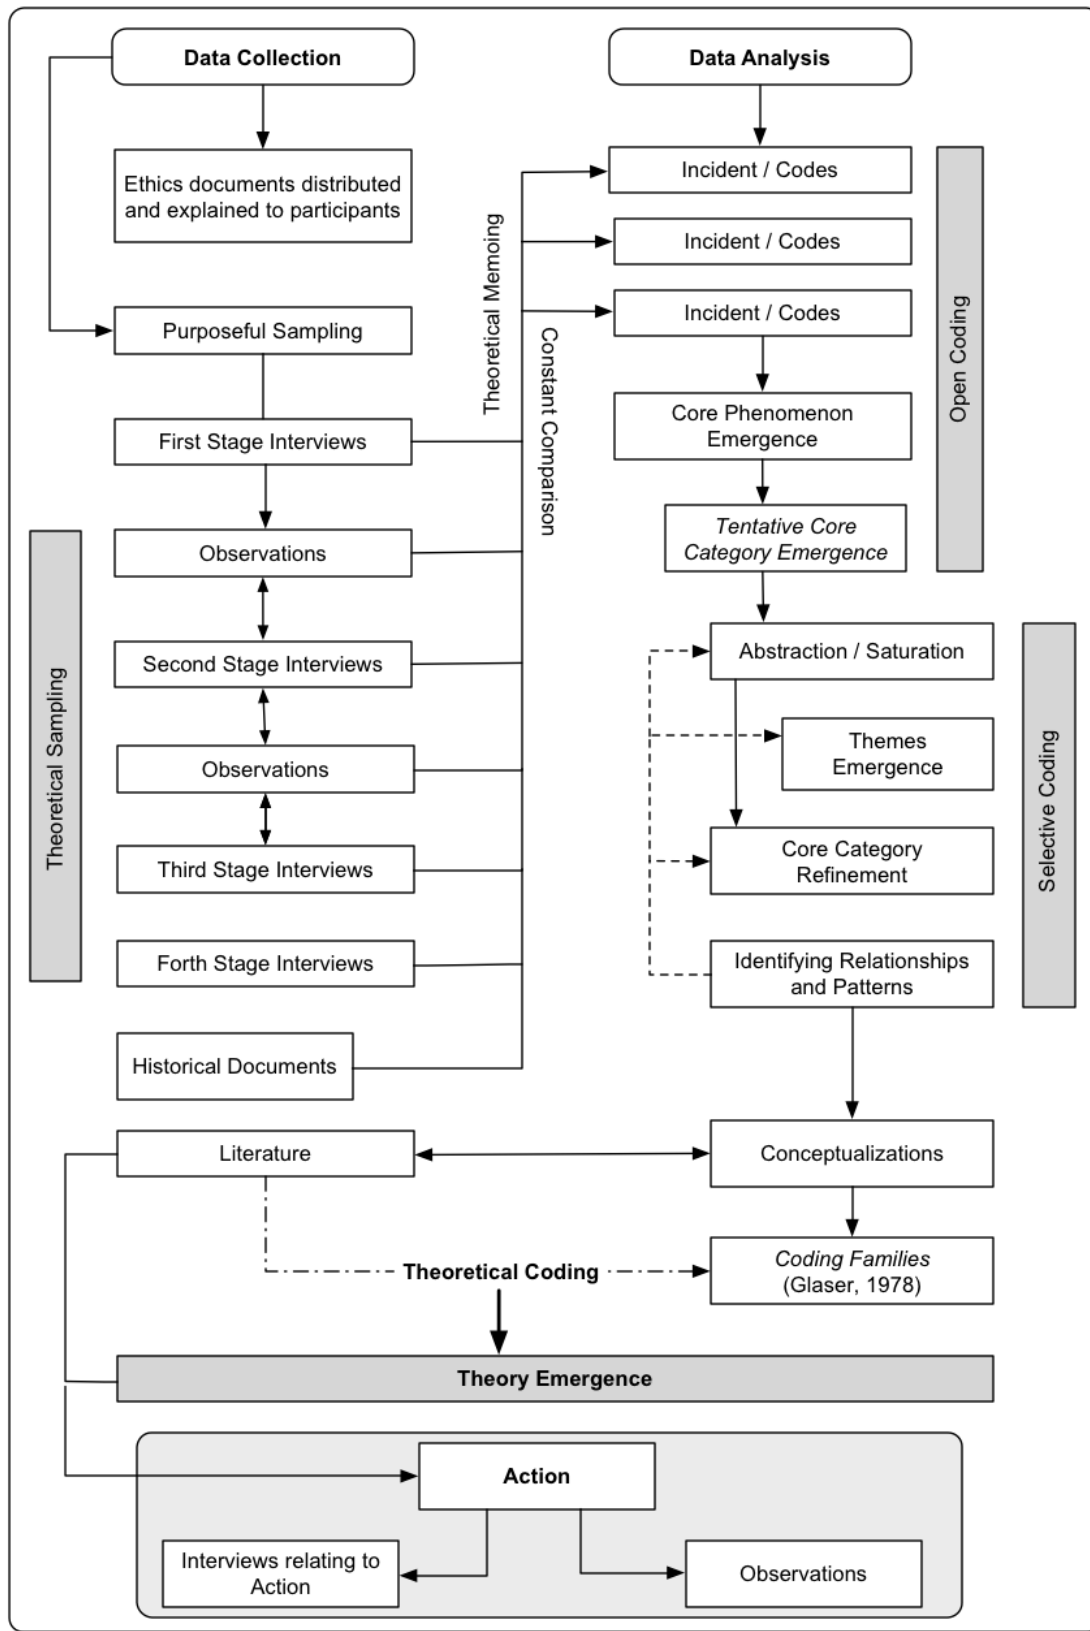 Data Collection
Ethics documents distributed
and explained to participants
Purposeful Sampling
First Stage Interviews
Theoretical Sampling
Observations
Second Stage Interviews
Observations
Third Stage Interviews
Forth Stage Interviews
Historical Documents
Literature
Theoretical Memoing
Constant Comparison
Data Analysis
Incident / Codes
Incident / Codes
Incident / Codes
Core Phenomenon
Emergence
Tentative Core
Category Emergence
Open Coding
Abstraction / Saturation
Themes
Emergence
Core Category
Refinement
Identifying Relationships
and Patterns
Selective Coding
Conceptualizations
Coding Families
(Glaser, 1978)
Theoretical Coding
Theory Emergence
Action
Interviews relating to
Action
Observations